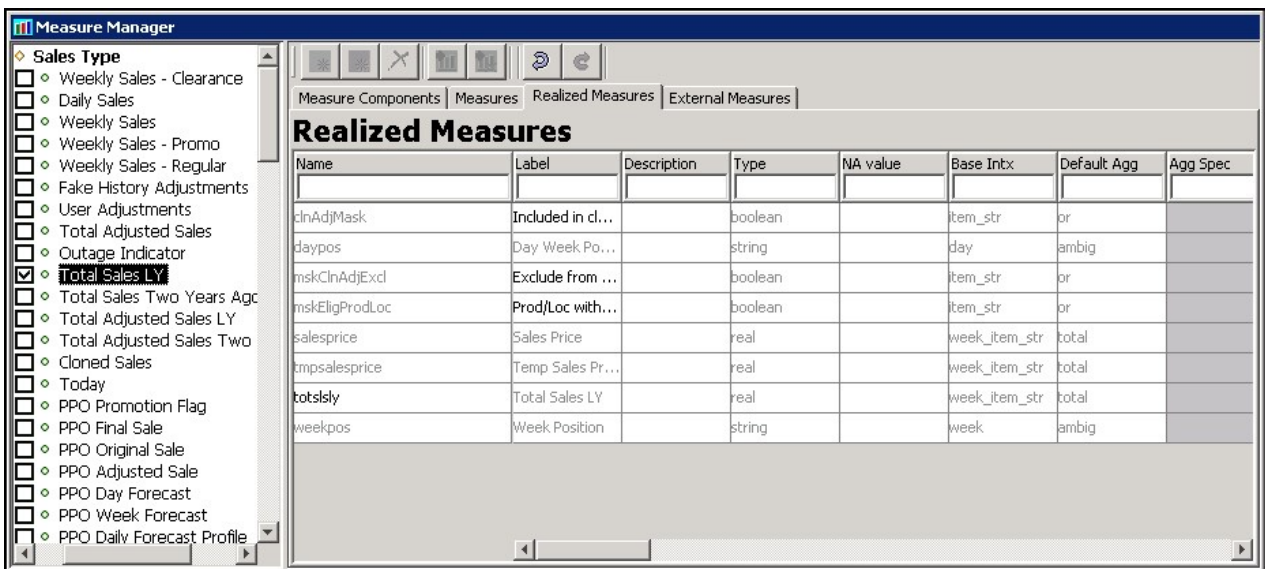 Measure Manager
Sales Type
Weekly Sales - Clearance
Daily Sales
Weekly Sales
Weekly Sales - Promo
Weekly Sales - Regular
Fake History Adjustments
User Adjustments
Total Adjusted Sales
Outage Indicator
Total Sales LY
Total Sales Two Years Ago
Total Adjusted Sales LY
Total Adjusted Sales Two
Cloned Sales
Today
PPO Promotion Flag
PPO Final Sale
PPO Original Sale
PPO Adjusted Sale
PPO Day Forecast
PPO Week Forecast
PPO Daily Forecast Profile
Measure Components Measures Realized Measures External Measures
Realized Measures
Name Label Description Type NA value Base Intx Default Agg Agg Spec
clnAdjMask Included in cl... boolean item_str or
daypos Day Week Po... string day ambig
mskClnAdjExcl Exclude from ... boolean item_str or
mskEligProdLoc Prod/Loc with... boolean item_str or
salesprice Sales Price real week_item_str total
tmpsalesprice Temp Sales Pr... real week_item_str total
totslsly Total Sales LY real week_item_str total
weekpos Week Position string week ambig